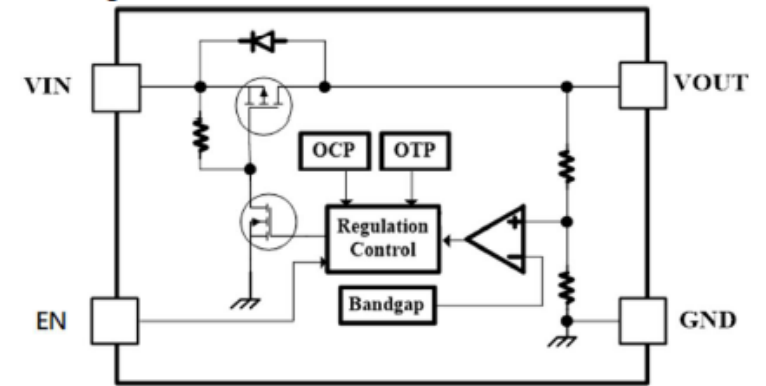 VIN
VOUT
OCP
OTP
Regulation
Control
+
−
Bandgap
EN
GND